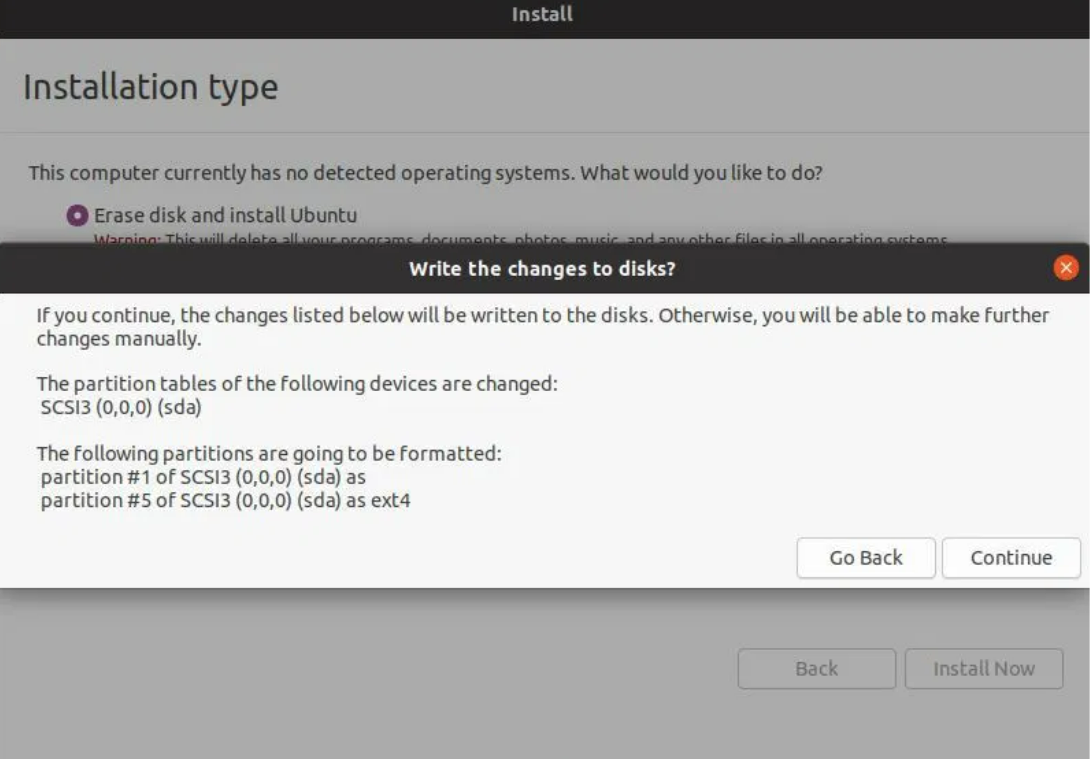 Install
Installation type
This computer currently has no detected operating systems. What would you like to do?
Erase disk and install Ubuntu
Warning: This will delete all your programs, documents, photos, music, and any other files in all operating systems.
Write the changes to disks?
If you continue, the changes listed below will be written to the disks. Otherwise, you will be able to make further
changes manually.
The partition tables of the following devices are changed:
SCSI3 (0,0,0) (sda)
The following partitions are going to be formatted:
partition #1 of SCSI3 (0,0,0) (sda) as
partition #5 of SCSI3 (0,0,0) (sda) as ext4
Go Back
Continue
Back
Install Now